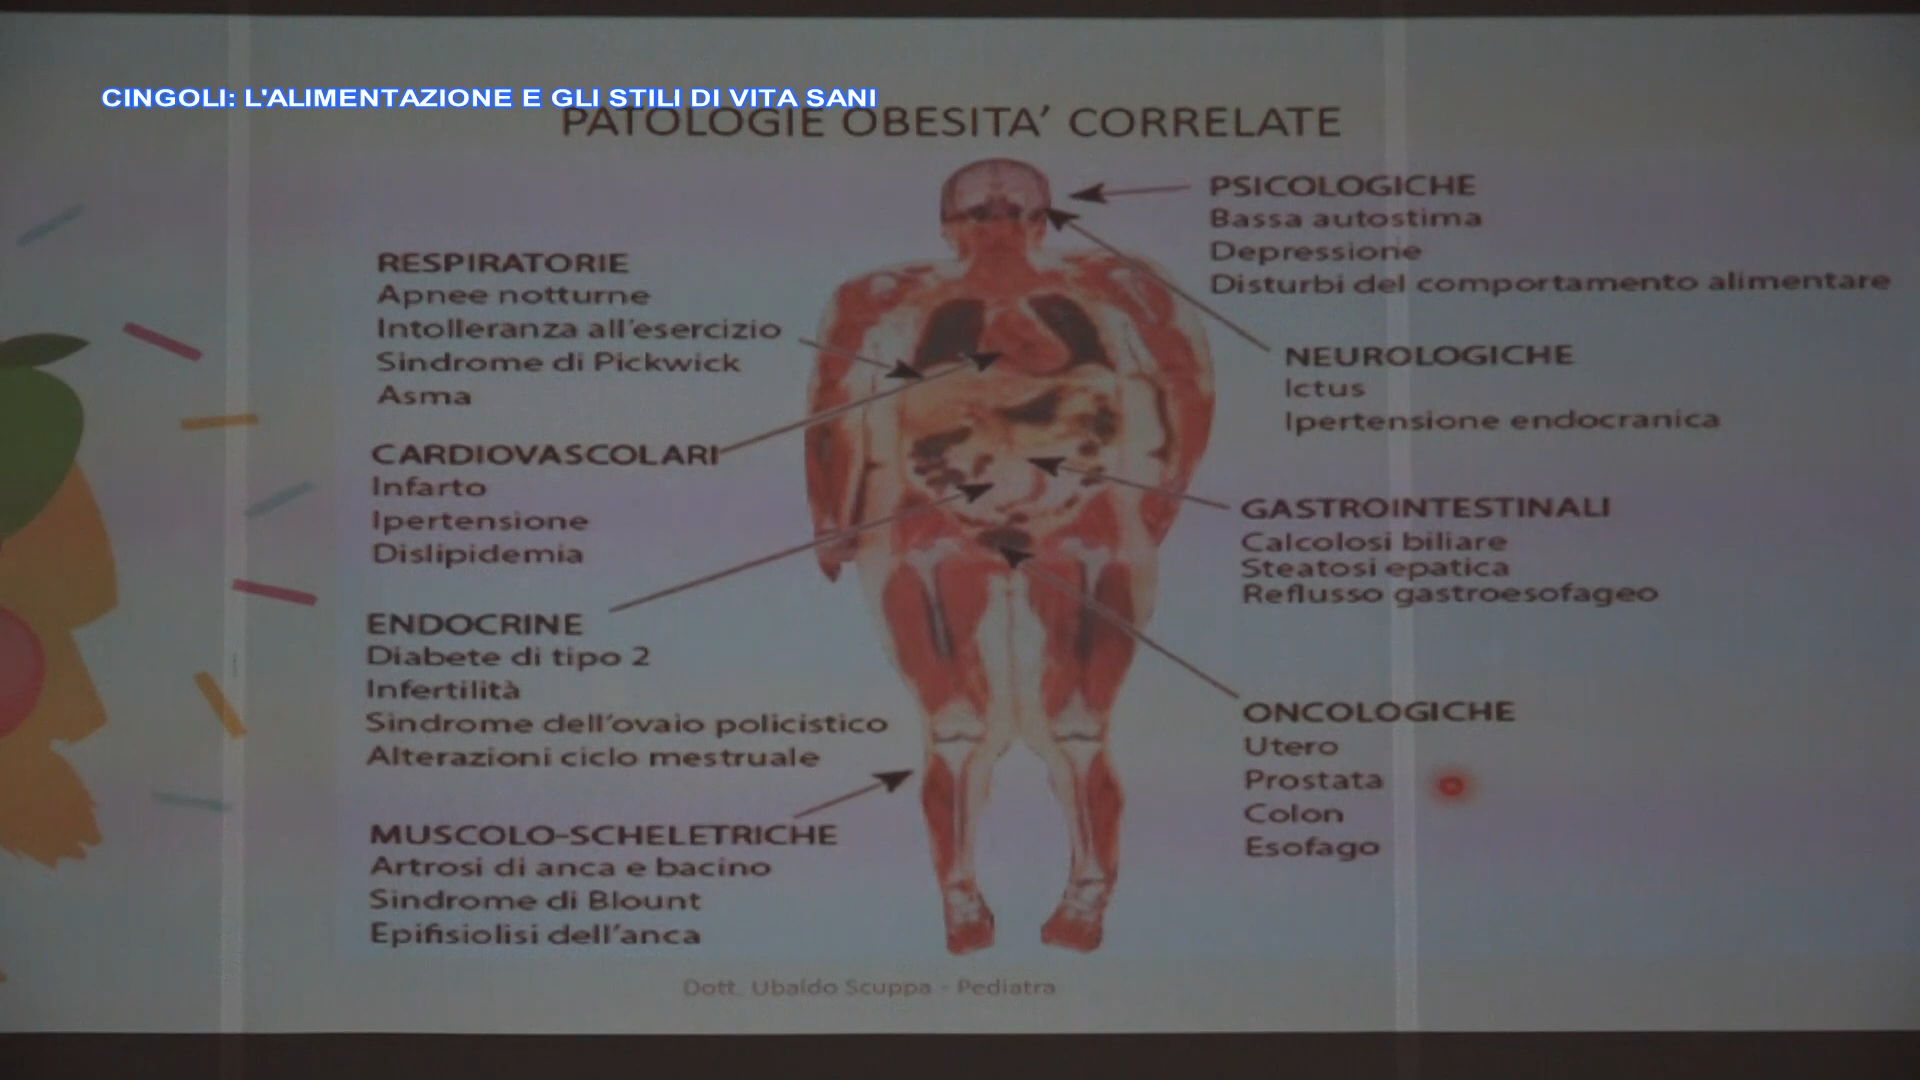 CINGOLI: L'ALIMENTAZIONE E GLI STILI DI VITA SANI
PATOLOGIE OBESITA' CORRELATE
RESPIRATORIE
Apnee notturne
Intolleranza all'esercizio
Sindrome di Pickwick
Asma
CARDIOVASCOLARI
Infarto
Ipertensione
Dislipidemia
ENDOCRINE
Diabete di tipo 2
Infertilità
Sindrome dell'ovaio policistico
Alterazioni ciclo mestruale
MUSCOLO-SCHELETRICHE
Artrosi di anca e bacino
Sindrome di Blount
Epifisiolisi dell'anca
PSICOLOGICHE
Bassa autostima
Depressione
Disturbi del comportamento alimentare
NEUROLOGICHE
Ictus
Ipertensione endocranica
GASTROINTESTINALI
Calcolosi biliare
Steatosi epatica
Reflusso gastroesofageo
ONCOLOGICHE
Utero
Prostata
Colon
Esofago
Dott. Ubaldo Scuppa - Pediatra